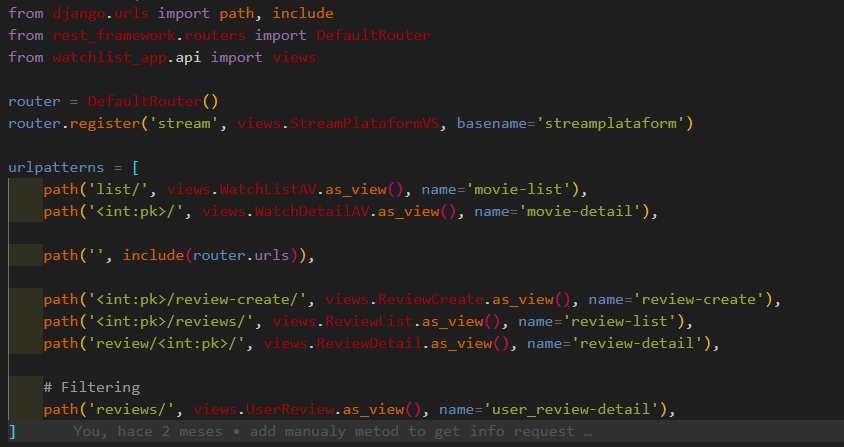 from django.urls import path, include
from rest_framework.routers import DefaultRouter
from watchlist_app.api import views

router = DefaultRouter()
router.register('stream', views.StreamPlataformVS, basename='streamplataform')

urlpatterns = [
    path('list/', views.WatchListAV.as_view(), name='movie-list'),
    path('<int:pk>/', views.WatchDetailAV.as_view(), name='movie-detail'),

    path('', include(router.urls)),

    path('<int:pk>/review-create/', views.ReviewCreate.as_view(), name='review-create'),
    path('<int:pk>/reviews/', views.ReviewList.as_view(), name='review-list'),
    path('review/<int:pk>/', views.ReviewDetail.as_view(), name='review-detail'),

    # Filtering
    path('reviews/', views.UserReview.as_view(), name='user_review-detail'),
]      You, hace 2 meses • add manualy metod to get info request …